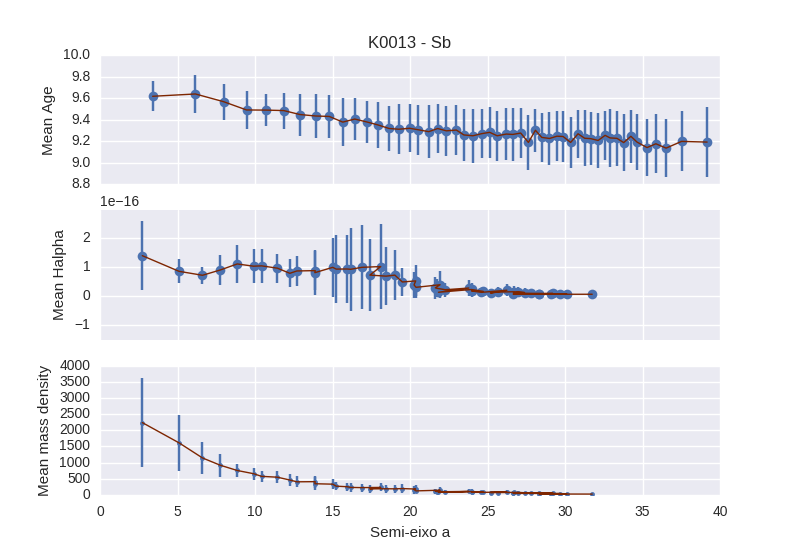 K0013 - Sb
10.0
9.8
9.6
9.4
9.2
9.0
8.8
Mean Age
1e−16
2
1
0
−1
Mean Halpha
4000
3500
3000
2500
2000
1500
1000
500
0
Mean mass density
0 5 10 15 20 25 30 35 40
Semi-eixo a